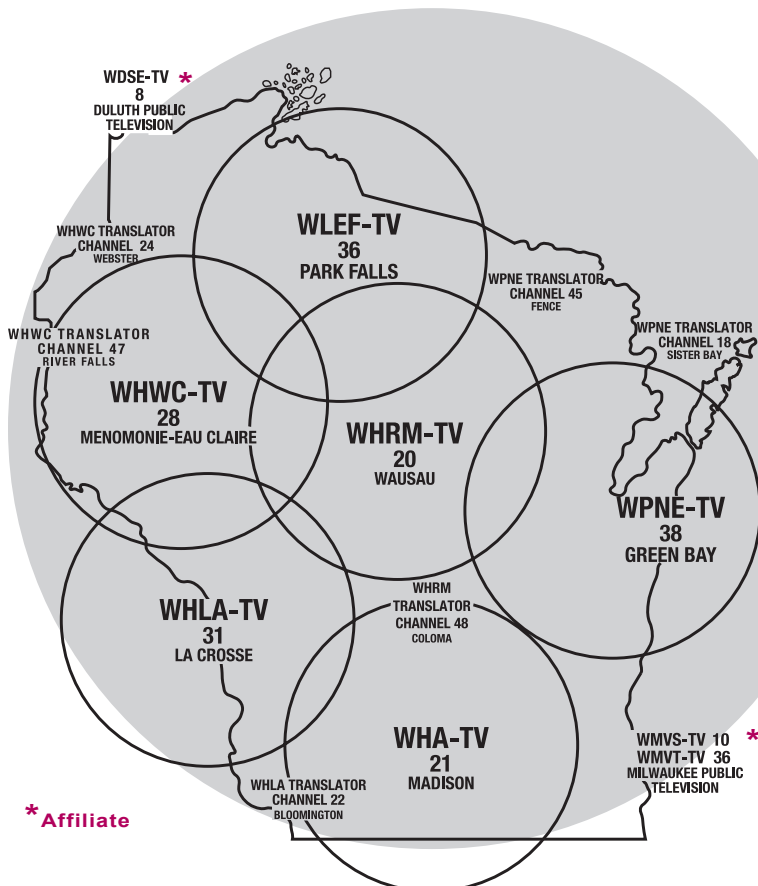 WDSE-TV *
8
DULUTH PUBLIC
TELEVISION
WLEF-TV
36
PARK FALLS
WHWC TRANSLATOR
CHANNEL 24
WEBSTER
WPNE TRANSLATOR
CHANNEL 45
FENCE
WPNE TRANSLATOR
CHANNEL 18
SISTER BAY
WHWC TRANSLATOR
CHANNEL 47
RIVER FALLS
WHWC-TV
28
MENOMONIE-EAU CLAIRE
WHRM-TV
20
WAUSAU
WPNE-TV
38
GREEN BAY
WHLA-TV
31
LA CROSSE
WHRM
TRANSLATOR
CHANNEL 48
COLOMA
WHA-TV
21
MADISON
WMVS-TV 10 *
WMVT-TV 36
MILWAUKEE PUBLIC
TELEVISION
WHLA TRANSLATOR
CHANNEL 22
BLOOMINGTON
*Affiliate